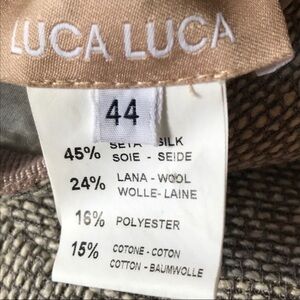 LUCA LUCA
44
45% SETA - SILK
SOIE - SEIDE
24% LANA - WOOL
WOLLE - LAINE
16% POLYESTER
15% COTONE - COTON
COTTON - BAUMWOLLE